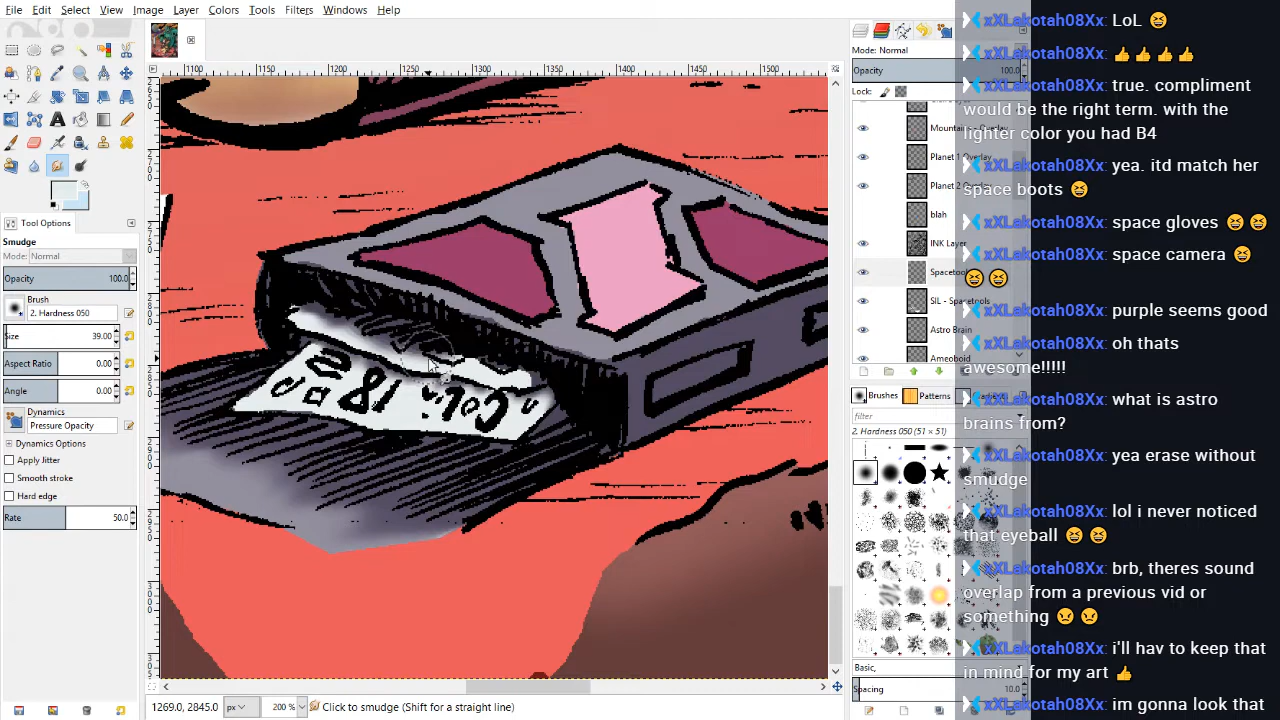 File Edit Select View Image Layer Colors Tools Filters Windows Help
Tool Options
Smudge
Mode Normal
Opacity 100.0
Brush
2. Hardness 050
Size 39.00
Aspect Ratio 0.00
Angle 0.00
Dynamics
Pressure Opacity
Dynamics Options
Apply Jitter
Smooth stroke
Hard edge
Rate 50.0
1100 1150 1200 1250 1300 1350 1400 1450 1500
1269.0, 2845.0 px Click to smudge (Shift for a straight line)
Mode: Normal
Opacity 100.0
Lock:
Planet 1 Overlay
Planet 2 Overlay
blah
INK Layer
SIL - Spacetools
Astro Brain
Ameoboid
Brushes Patterns
filter
2. Hardness 050 (51 × 51)
Basic,
Spacing 10.0
xXLakotah08Xx: LoL 😆
xXLakotah08Xx: 👍👍👍👍
xXLakotah08Xx: true. compliment
would be the right term. with the
lighter color you had B4
xXLakotah08Xx: yea. itd match her
space boots 😆
xXLakotah08Xx: space gloves 😆😆
xXLakotah08Xx: space camera 😆
😆😆
xXLakotah08Xx: purple seems good
xXLakotah08Xx: oh thats
awesome!!!!!
xXLakotah08Xx: what is astro
brains from?
xXLakotah08Xx: yea erase without
smudge
xXLakotah08Xx: lol i never noticed
that eyeball 😆😆
xXLakotah08Xx: brb, theres sound
overlap from a previous vid or
something 😠😠
xXLakotah08Xx: i'll hav to keep that
in mind for my art 👍
xXLakotah08Xx: im gonna look that